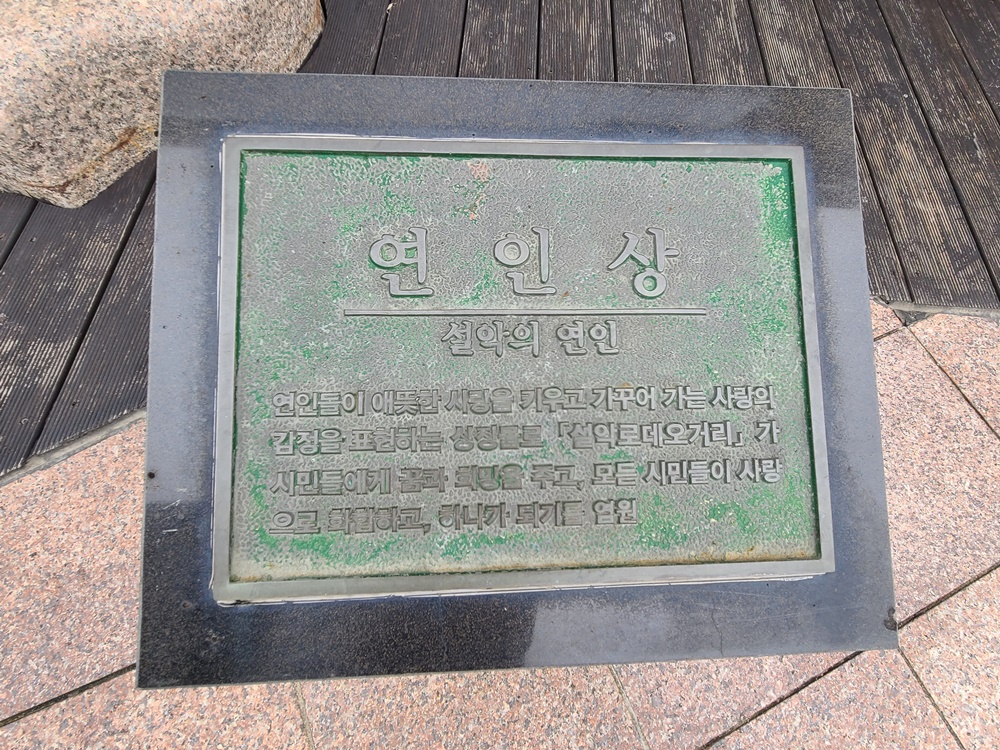 연 인 상
설악의 연인
연인들이 애틋한 사랑을 키우고 가꾸어 가는 사랑의
감정을 표현하는 상징물로 「설악로데오거리」가
시민들에게 꿈과 희망을 주고, 모든 시민들이 사랑
으로 화합하고, 하나가 되기를 염원